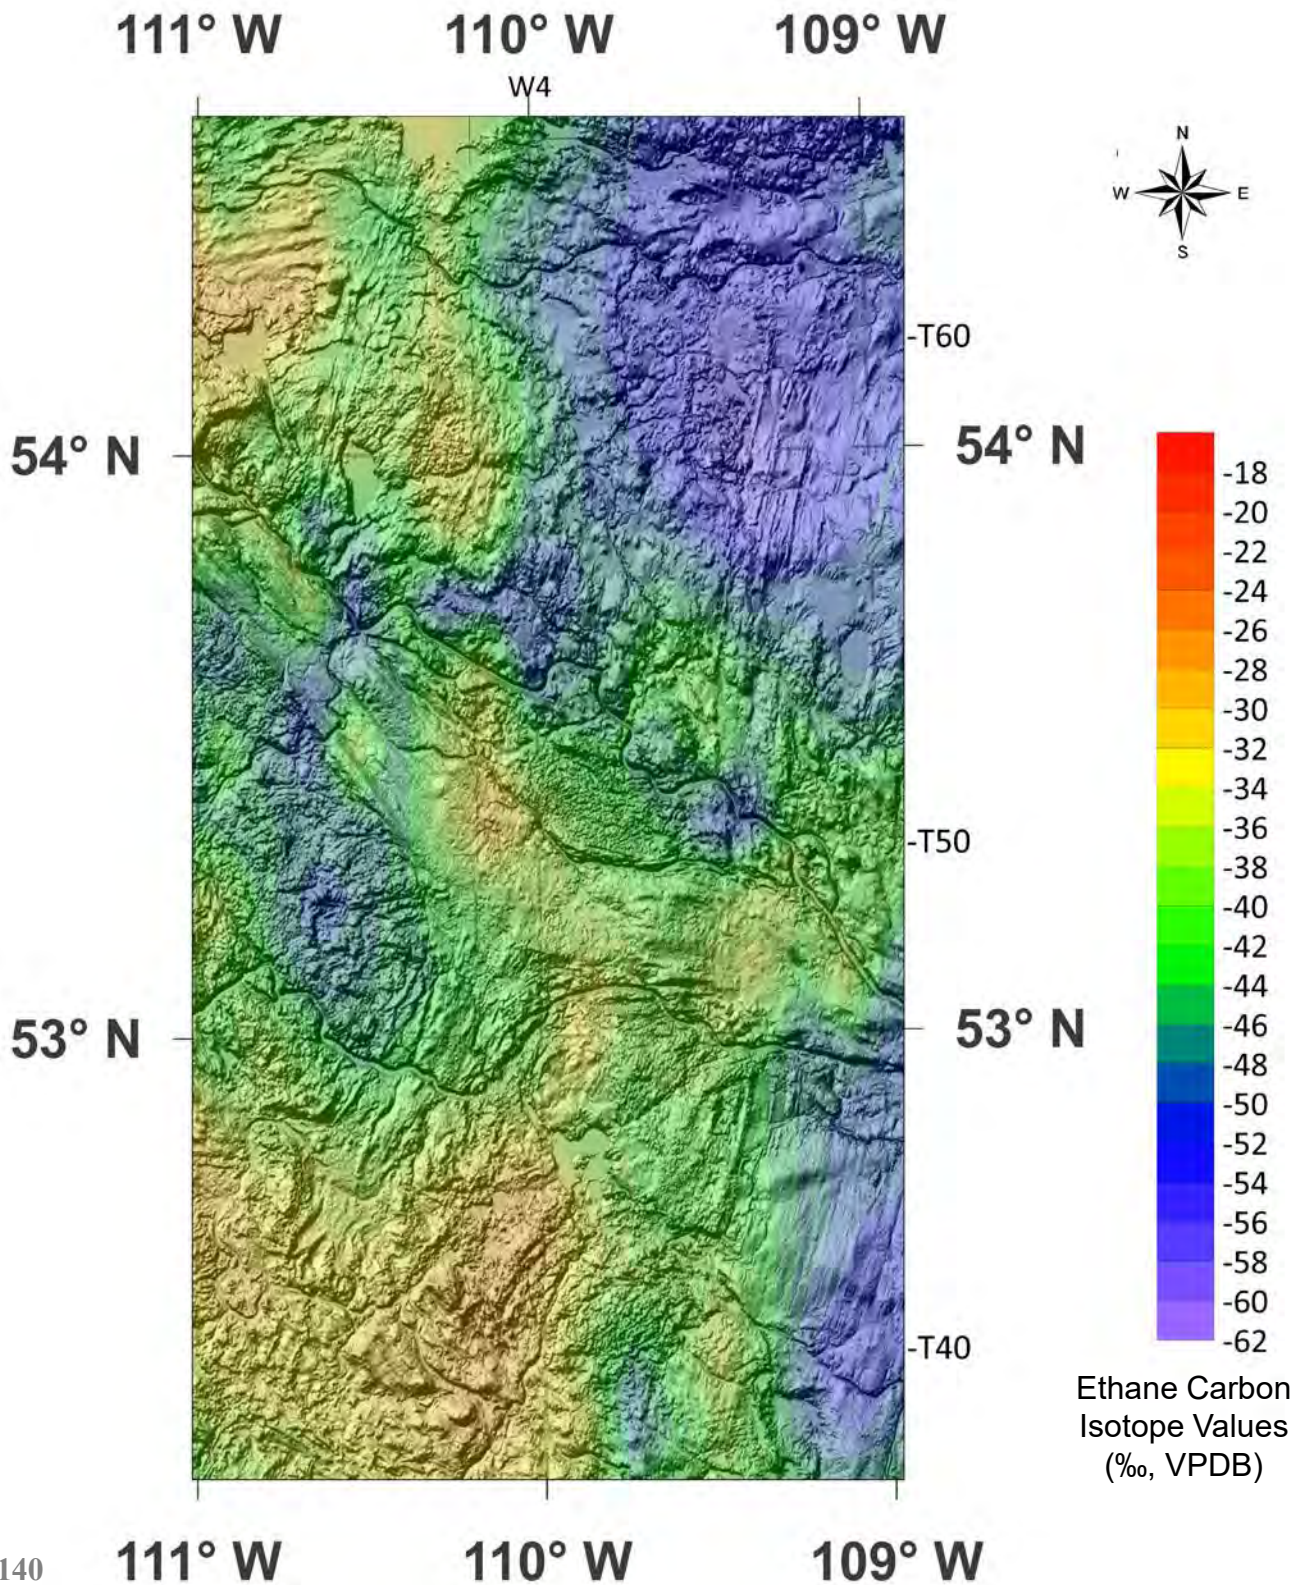 111° W 110° W 109° W
W4
N
W E
S
-T60
54° N 54° N
-18
-20
-22
-24
-26
-28
-30
-32
-34
-36
-38
-40
-42
-44
-46
-48
-50
-52
-54
-56
-58
-60
-62
-T50
53° N 53° N
-T40
Ethane Carbon
Isotope Values
(‰, VPDB)
140 111° W 110° W 109° W